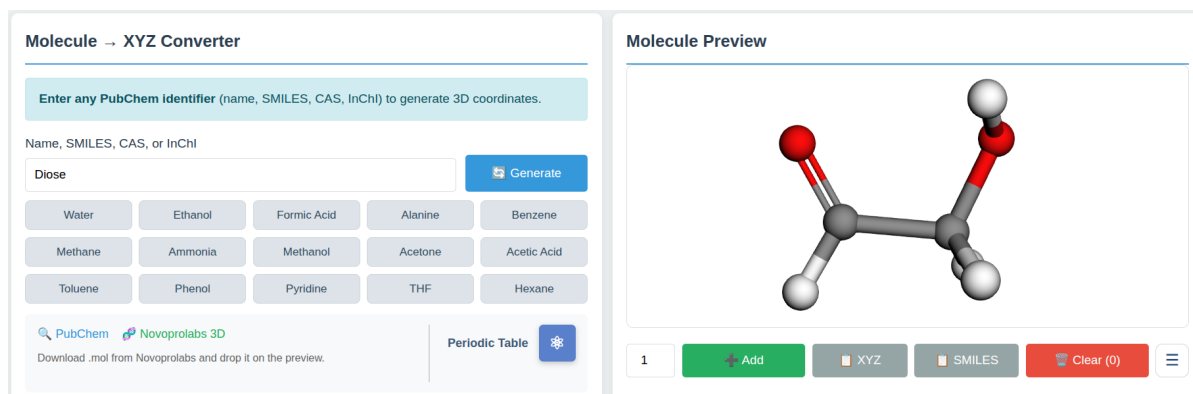 Molecule → XYZ Converter
Enter any PubChem identifier (name, SMILES, CAS, InChI) to generate 3D coordinates.
Name, SMILES, CAS, or InChI
Diose
Generate
Water Ethanol Formic Acid Alanine Benzene
Methane Ammonia Methanol Acetone Acetic Acid
Toluene Phenol Pyridine THF Hexane
PubChem Novoprolabs 3D
Download .mol from Novoprolabs and drop it on the preview.
Periodic Table
Molecule Preview
1 Add XYZ SMILES Clear (0)